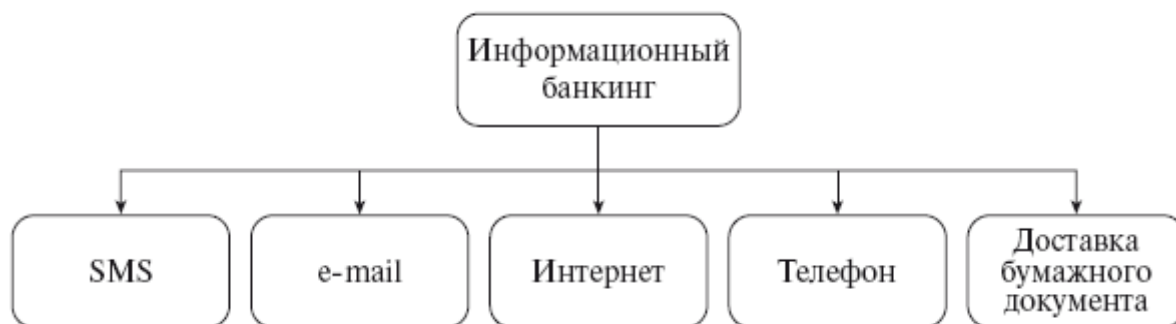 Информационный
банкинг
SMS
e-mail
Интернет
Телефон
Доставка
бумажного
документа